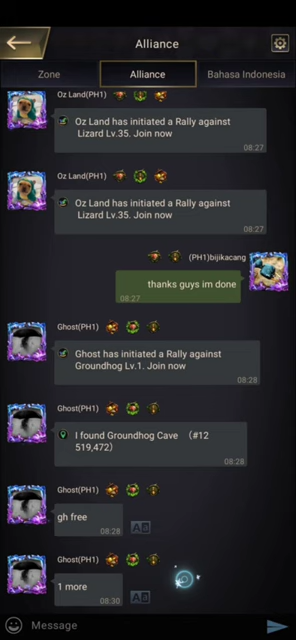 Alliance
Zone
Alliance
Bahasa Indonesia
Oz Land(PH1)
Oz Land has initiated a Rally against
Lizard Lv.35. Join now
08:27
Oz Land(PH1)
Oz Land has initiated a Rally against
Lizard Lv.35. Join now
08:27
(PH1)bijikacang
thanks guys im done
08:27
Ghost(PH1)
Ghost has initiated a Rally against
Groundhog Lv.1. Join now
08:28
Ghost(PH1)
I found Groundhog Cave （#12
519,472）
08:28
Ghost(PH1)
gh free
08:28
Ghost(PH1)
1 more
08:30
Message